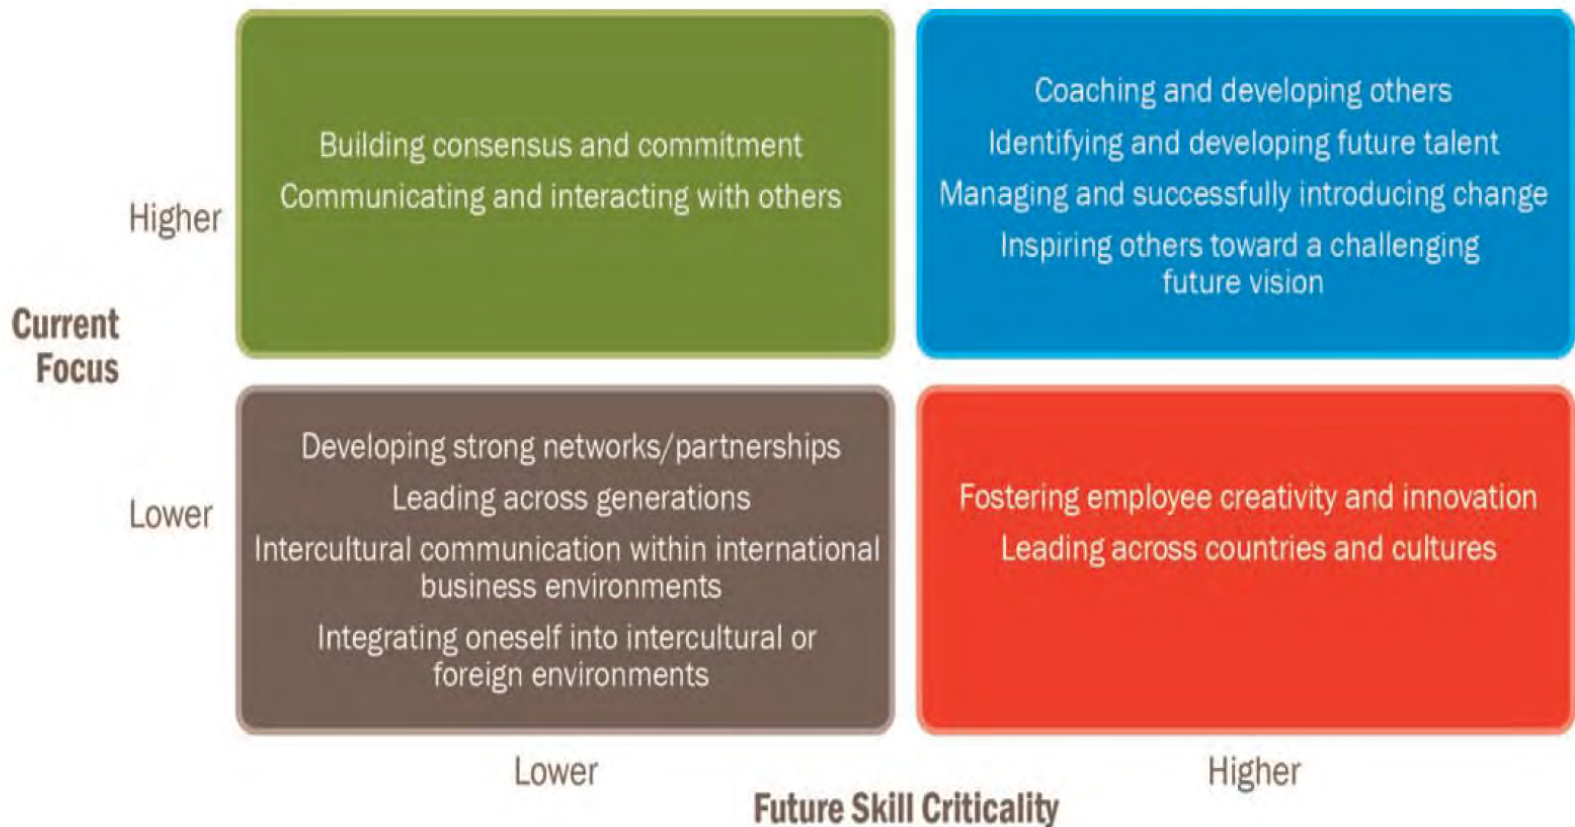 Building consensus and commitment
Communicating and interacting with others
Coaching and developing others
Identifying and developing future talent
Managing and successfully introducing change
Inspiring others toward a challenging
future vision
Higher
Current
Focus
Lower
Developing strong networks/partnerships
Leading across generations
Intercultural communication within international
business environments
Integrating oneself into intercultural or
foreign environments
Fostering employee creativity and innovation
Leading across countries and cultures
Lower
Higher
Future Skill Criticality